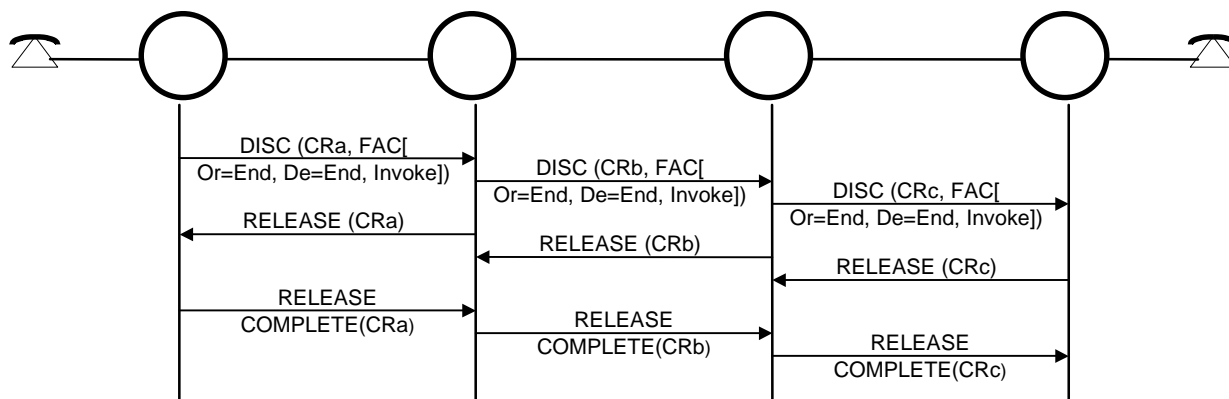 DISC (CRa, FAC[
Or=End, De=End, Invoke])
DISC (CRb, FAC[
Or=End, De=End, Invoke])
DISC (CRc, FAC[
Or=End, De=End, Invoke])
RELEASE (CRa)
RELEASE (CRb)
RELEASE (CRc)
RELEASE
COMPLETE(CRa)
RELEASE
COMPLETE(CRb)
RELEASE
COMPLETE(CRc)